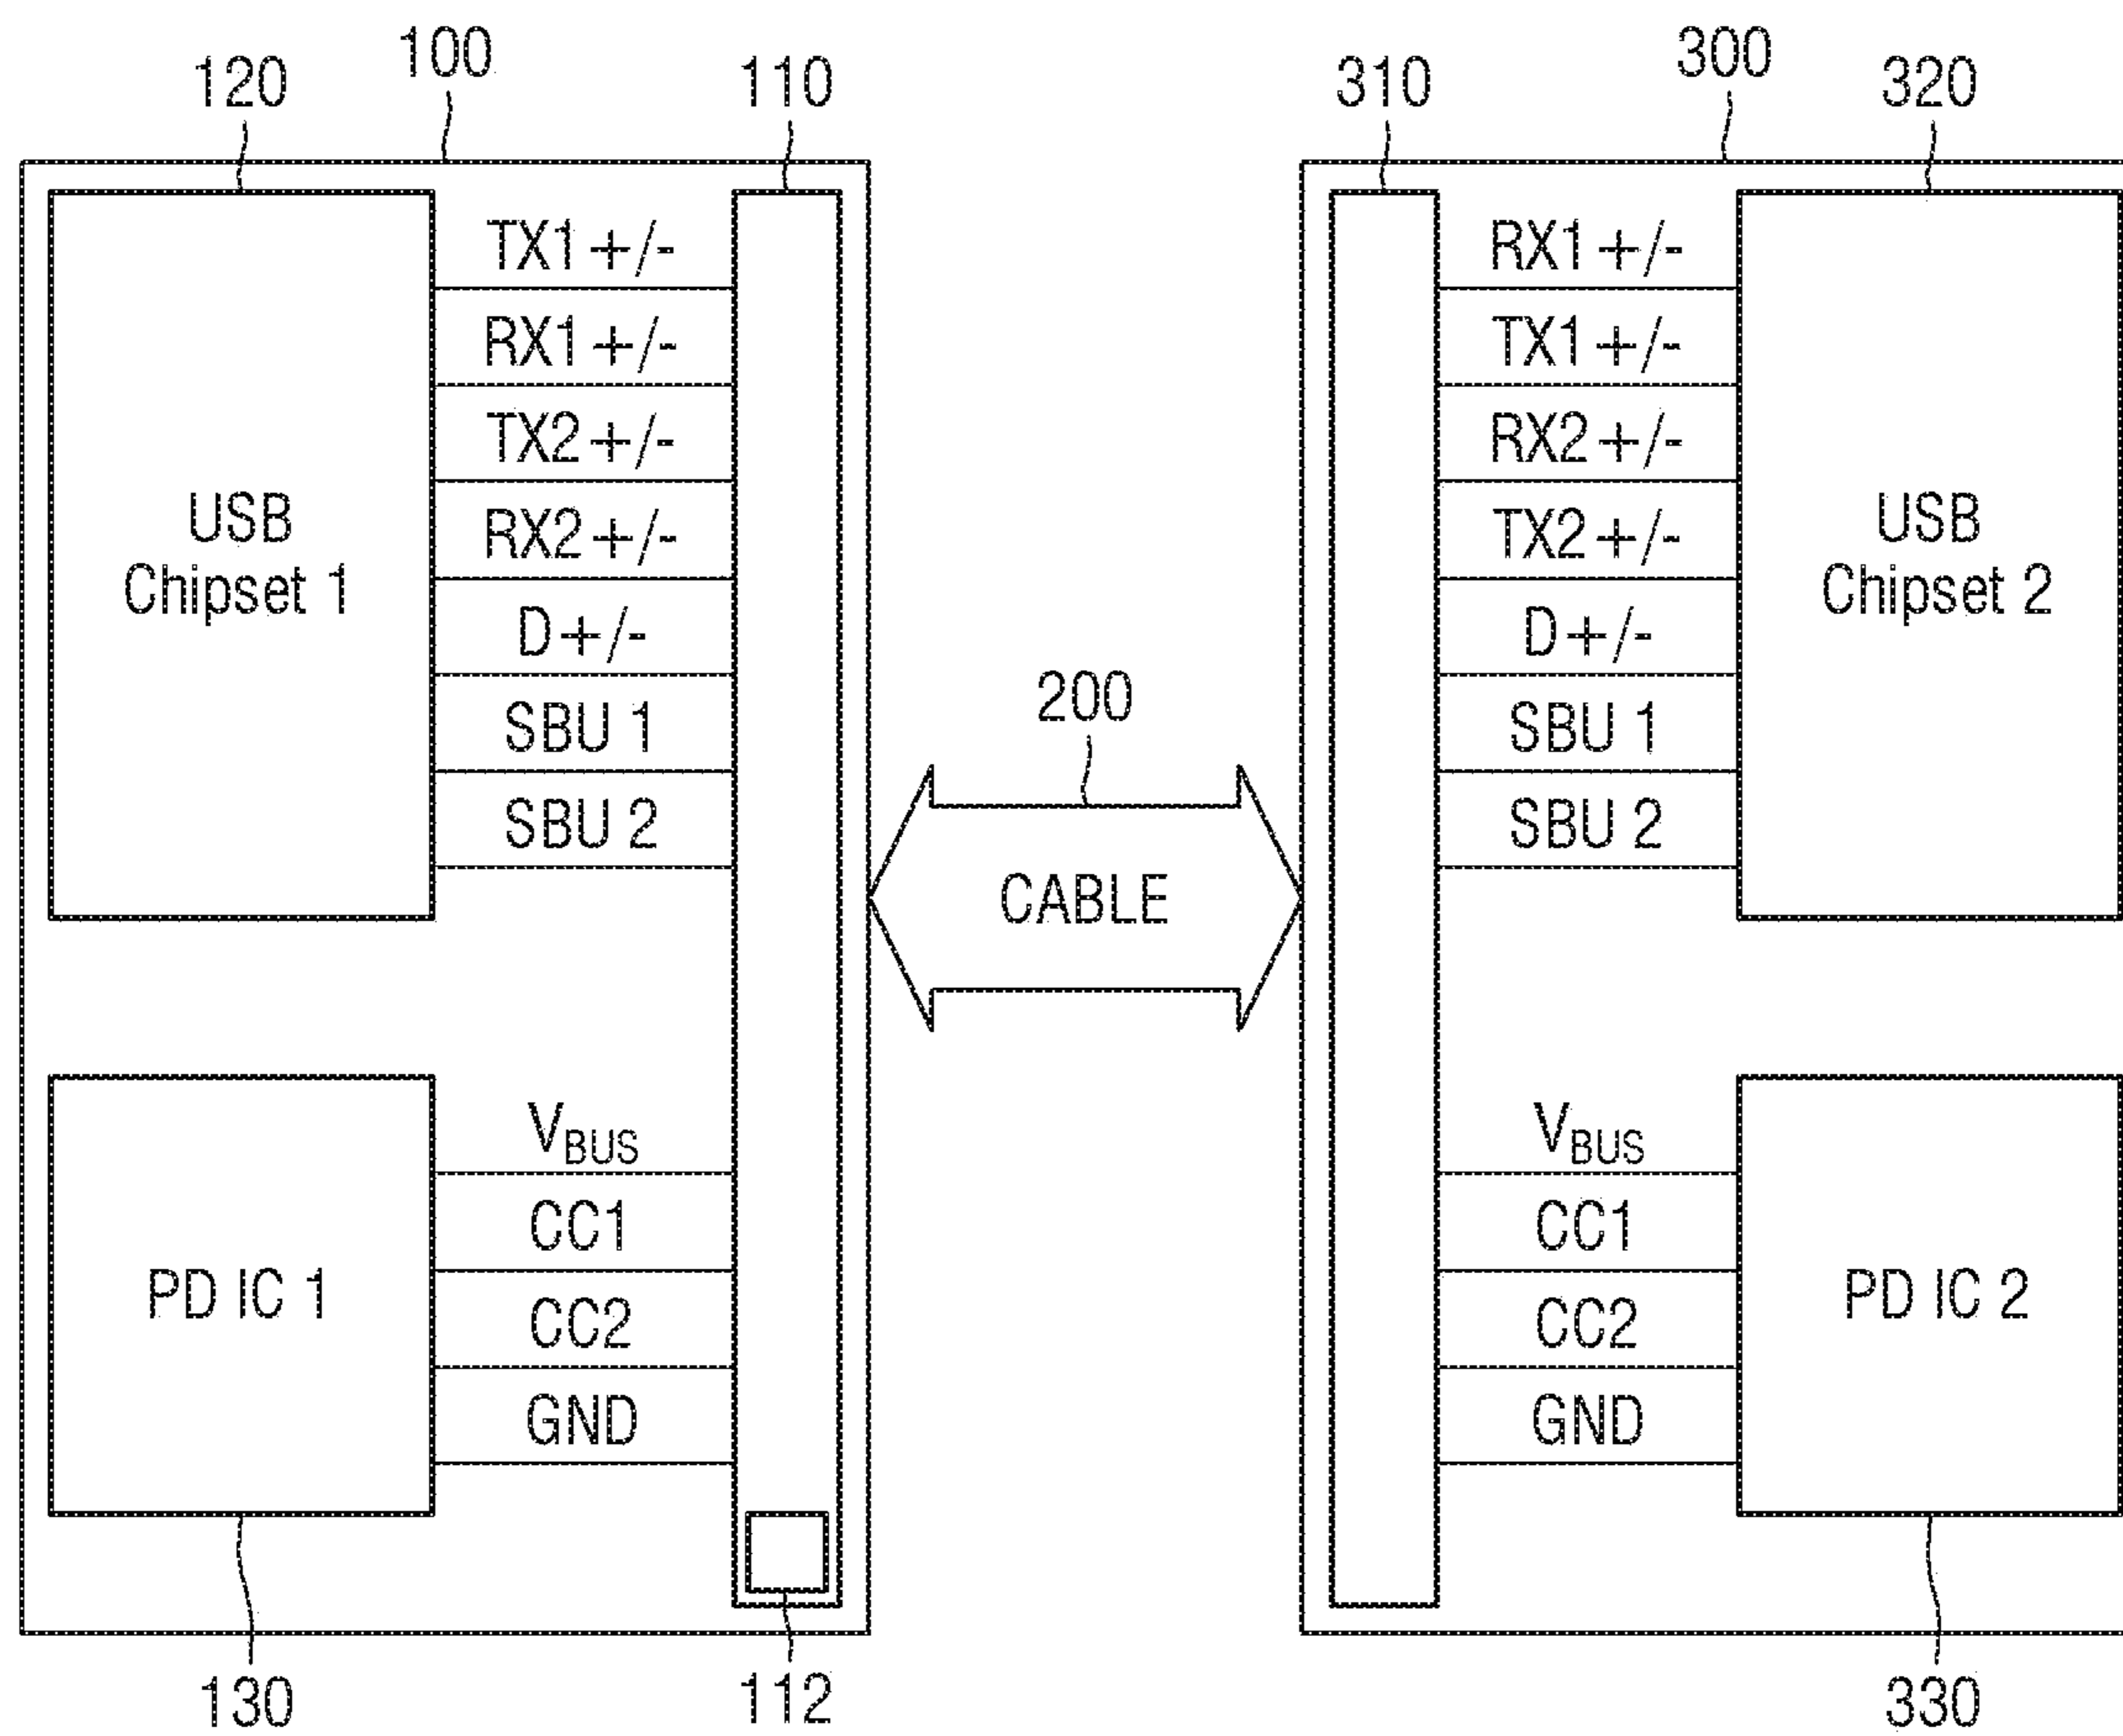 120
100
110
310
300
320
TX1 +/-
RX1 +/-
TX2 +/-
RX2 +/-
D +/-
SBU 1
SBU 2
USB
Chipset 1
VBUS
CC1
CC2
GND
PD IC 1
130
112
200
CABLE
RX1 +/-
TX1 +/-
RX2 +/-
TX2 +/-
D +/-
SBU 1
SBU 2
USB
Chipset 2
VBUS
CC1
CC2
GND
PD IC 2
330